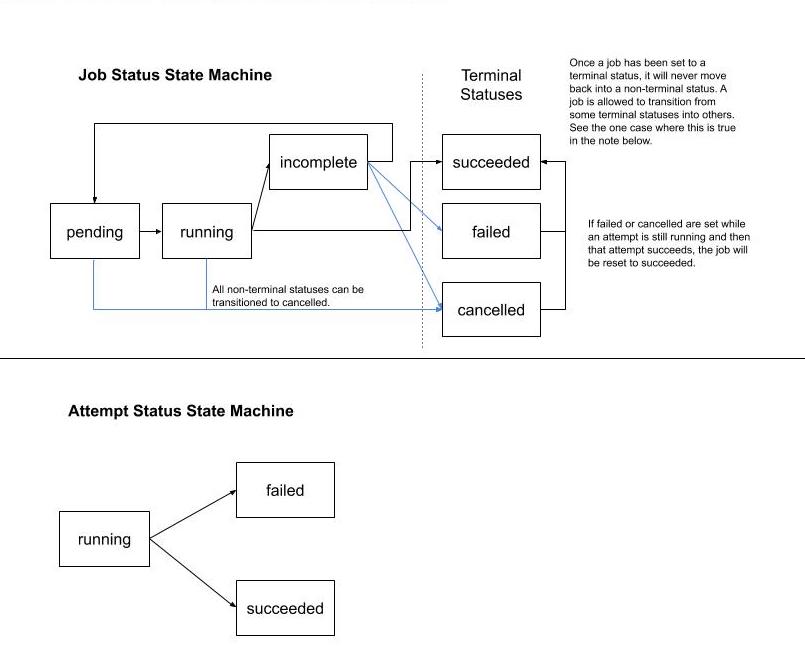 Job Status State Machine
Terminal
Statuses
Once a job has been set to a
terminal status, it will never move
back into a non-terminal status. A
job is allowed to transition from
some terminal statuses into others.
See the one case where this is true
in the note below.
incomplete
succeeded
pending
running
failed
If failed or cancelled are set while
an attempt is still running and then
that attempt succeeds, the job will
be reset to succeeded.
All non-terminal statuses can be
transitioned to cancelled.
cancelled
Attempt Status State Machine
failed
running
succeeded